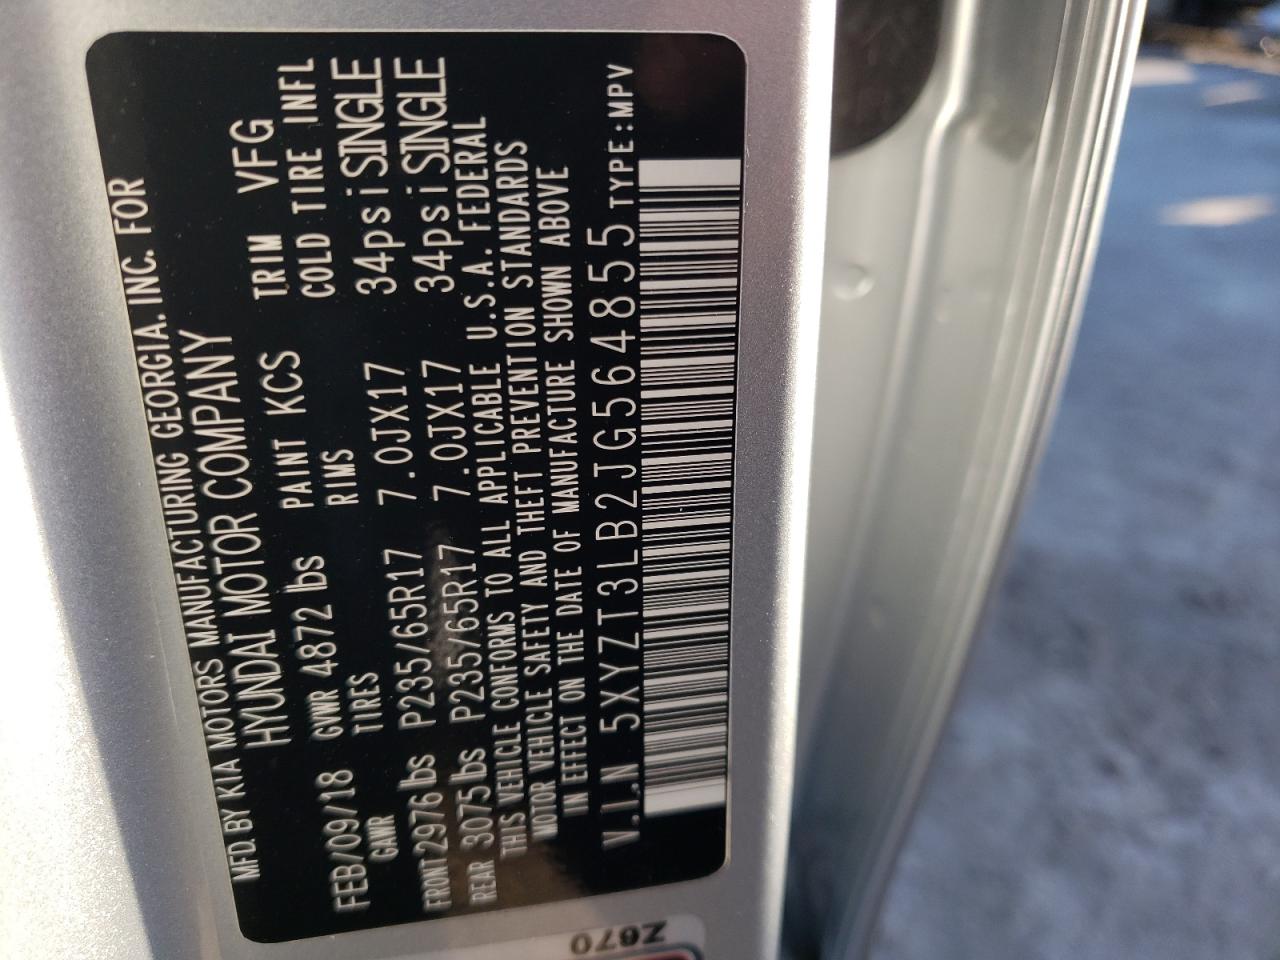 MFD. BY KIA MOTORS MANUFACTURING GEORGIA. INC. FOR
HYUNDAI MOTOR COMPANY
FEB/09/18 GVWR 4872 lbs PAINT KCS TRIM VFG
GAWR TIRES RIMS COLD TIRE INFL
FRONT 2976 lbs P235/65R17 7.0JX17 34psi SINGLE
REAR 3075 lbs P235/65R17 7.0JX17 34psi SINGLE
THIS VEHICLE CONFORMS TO ALL APPLICABLE U.S.A. FEDERAL
MOTOR VEHICLE SAFETY AND THEFT PREVENTION STANDARDS
IN EFFECT ON THE DATE OF MANUFACTURE SHOWN ABOVE
V.I.N 5XYZT3LB2JG564855 TYPE:MPV
Z670